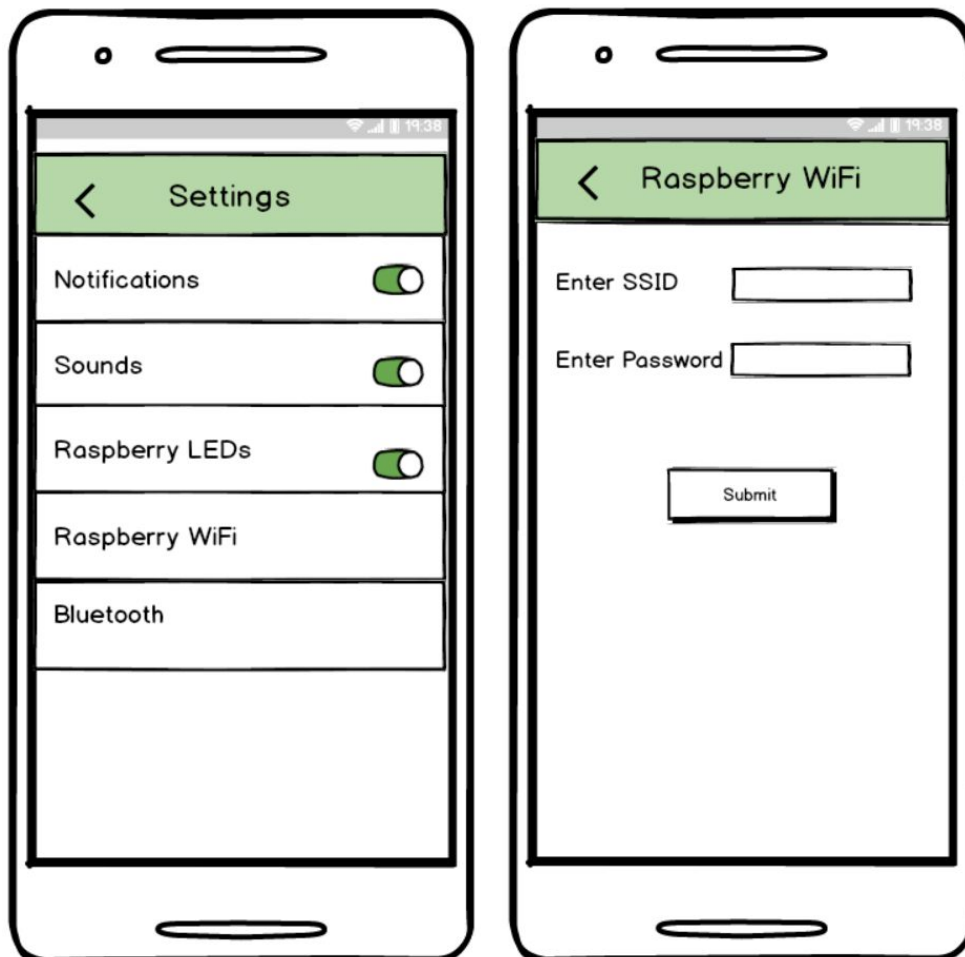 19:38
Settings
Notifications
Sounds
Raspberry LEDs
Raspberry WiFi
Bluetooth
19:38
Raspberry WiFi
Enter SSID
Enter Password
Submit